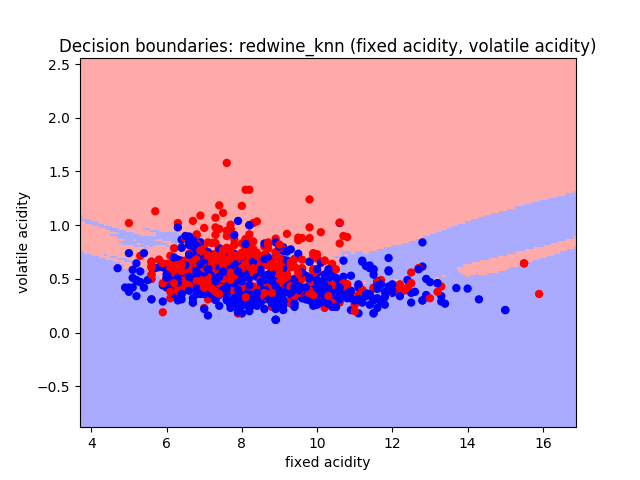 Decision boundaries: redwine_knn (fixed acidity, volatile acidity)
2.5
2.0
1.5
1.0
0.5
0.0
−0.5
volatile acidity
4 6 8 10 12 14 16
fixed acidity